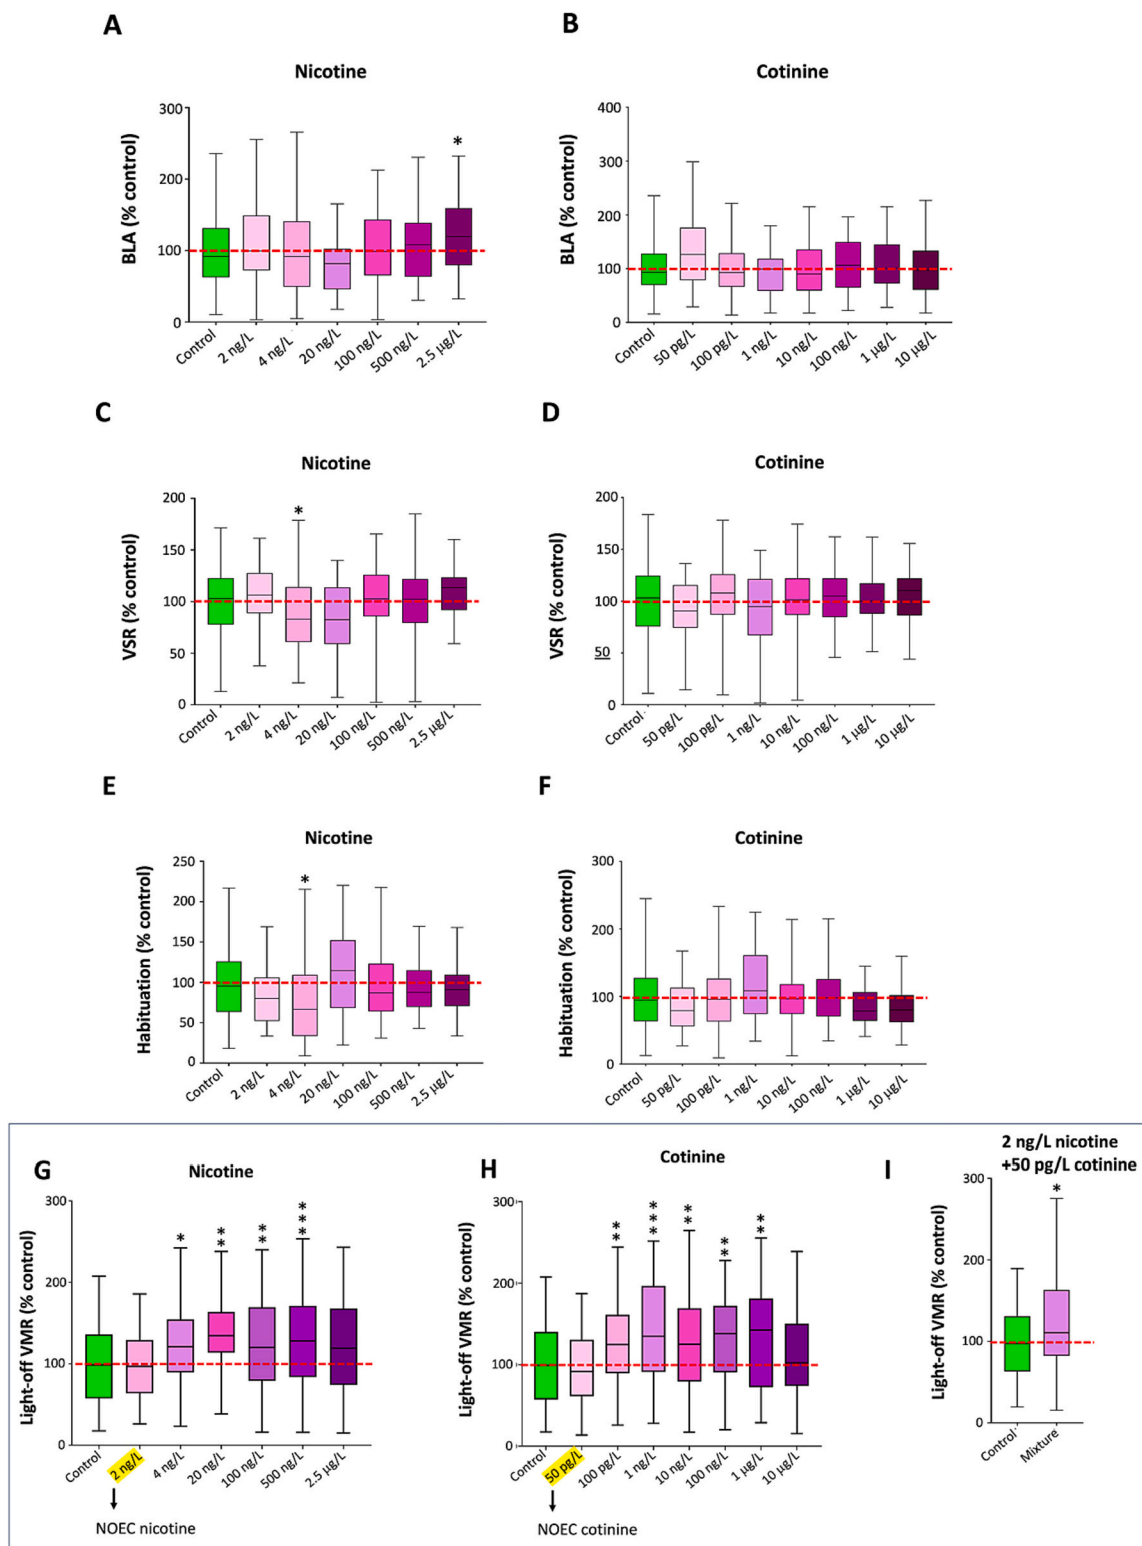 A
Nicotine
BLA (% control)
300
200
100
0
*
Control
2 ng/L
4 ng/L
20 ng/L
100 ng/L
500 ng/L
2.5 µg/L
B
Cotinine
BLA (% control)
400
300
200
100
0
Control
50 pg/L
100 pg/L
1 ng/L
10 ng/L
100 ng/L
1 µg/L
10 µg/L
C
Nicotine
VSR (% control)
200
150
100
50
0
*
Control
2 ng/L
4 ng/L
20 ng/L
100 ng/L
500 ng/L
2.5 µg/L
D
Cotinine
VSR (% control)
200
150
100
50
0
Control
50 pg/L
100 pg/L
1 ng/L
10 ng/L
100 ng/L
1 µg/L
10 µg/L
E
Nicotine
Habituation (% control)
250
200
150
100
50
0
*
Control
2 ng/L
4 ng/L
20 ng/L
100 ng/L
500 ng/L
2.5 µg/L
F
Cotinine
Habituation (% control)
300
200
100
0
Control
50 pg/L
100 pg/L
1 ng/L
10 ng/L
100 ng/L
1 µg/L
10 µg/L
G
Nicotine
Light-off VMR (% control)
300
200
100
0
*
**
**
***
Control
2 ng/L
4 ng/L
20 ng/L
100 ng/L
500 ng/L
2.5 µg/L
NOEC nicotine
H
Cotinine
Light-off VMR (% control)
300
200
100
0
**
***
**
**
**
Control
50 pg/L
100 pg/L
1 ng/L
10 ng/L
100 ng/L
1 µg/L
10 µg/L
NOEC cotinine
I
2 ng/L nicotine
+50 pg/L cotinine
Light-off VMR (% control)
300
200
100
0
*
Control
Mixture